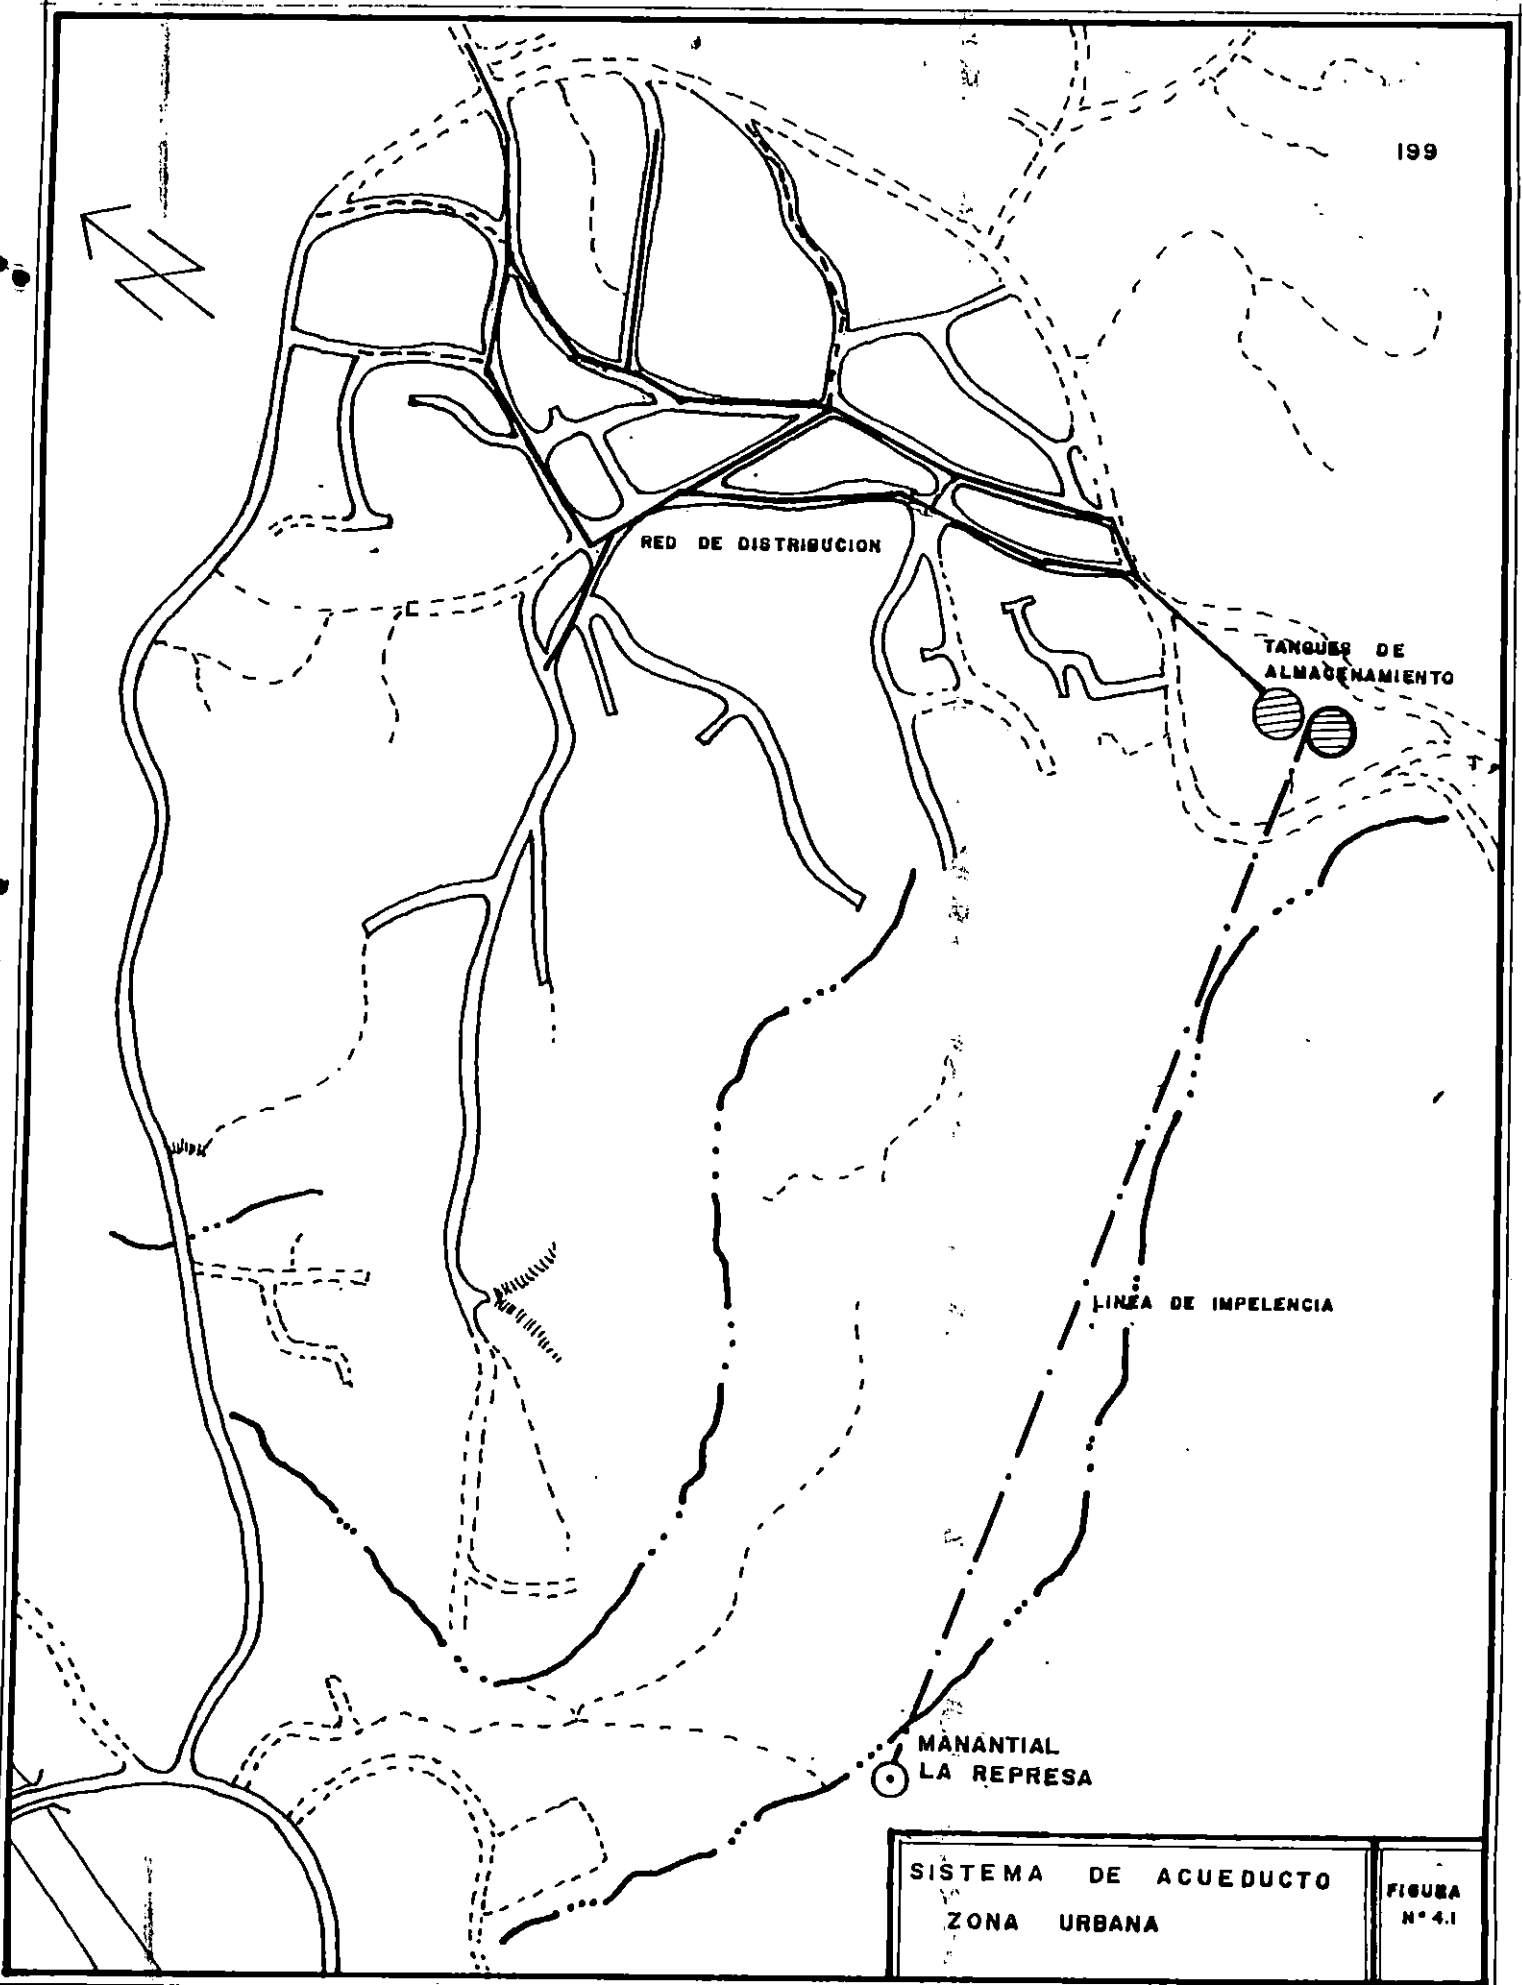 199
RED DE DISTRIBUCION
TANQUES DE
ALMACENAMIENTO
LINEA DE IMPELENCIA
MANANTIAL
LA REPRESA
SISTEMA DE ACUEDUCTO
ZONA URBANA
FIGURA
Nº 4.1